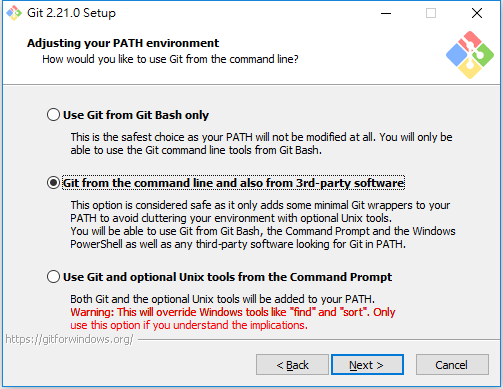 Git 2.21.0 Setup
Adjusting your PATH environment
How would you like to use Git from the command line?
Use Git from Git Bash only
This is the safest choice as your PATH will not be modified at all. You will only be
able to use the Git command line tools from Git Bash.
Git from the command line and also from 3rd-party software
This option is considered safe as it only adds some minimal Git wrappers to your
PATH to avoid cluttering your environment with optional Unix tools.
You will be able to use Git from Git Bash, the Command Prompt and the Windows
PowerShell as well as any third-party software looking for Git in PATH.
Use Git and optional Unix tools from the Command Prompt
Both Git and the optional Unix tools will be added to your PATH.
Warning: This will override Windows tools like "find" and "sort". Only
use this option if you understand the implications.
https://gitforwindows.org/
< Back
Next >
Cancel